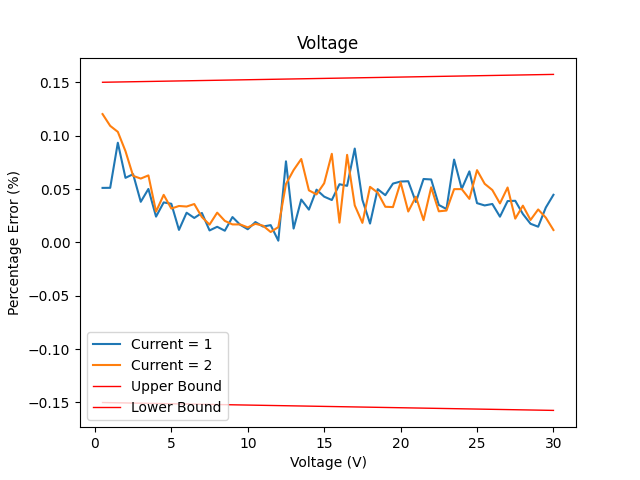 Voltage
0.15
0.10
0.05
0.00
−0.05
−0.10
−0.15
Percentage Error (%)
Current = 1
Current = 2
Upper Bound
Lower Bound
0 5 10 15 20 25 30
Voltage (V)